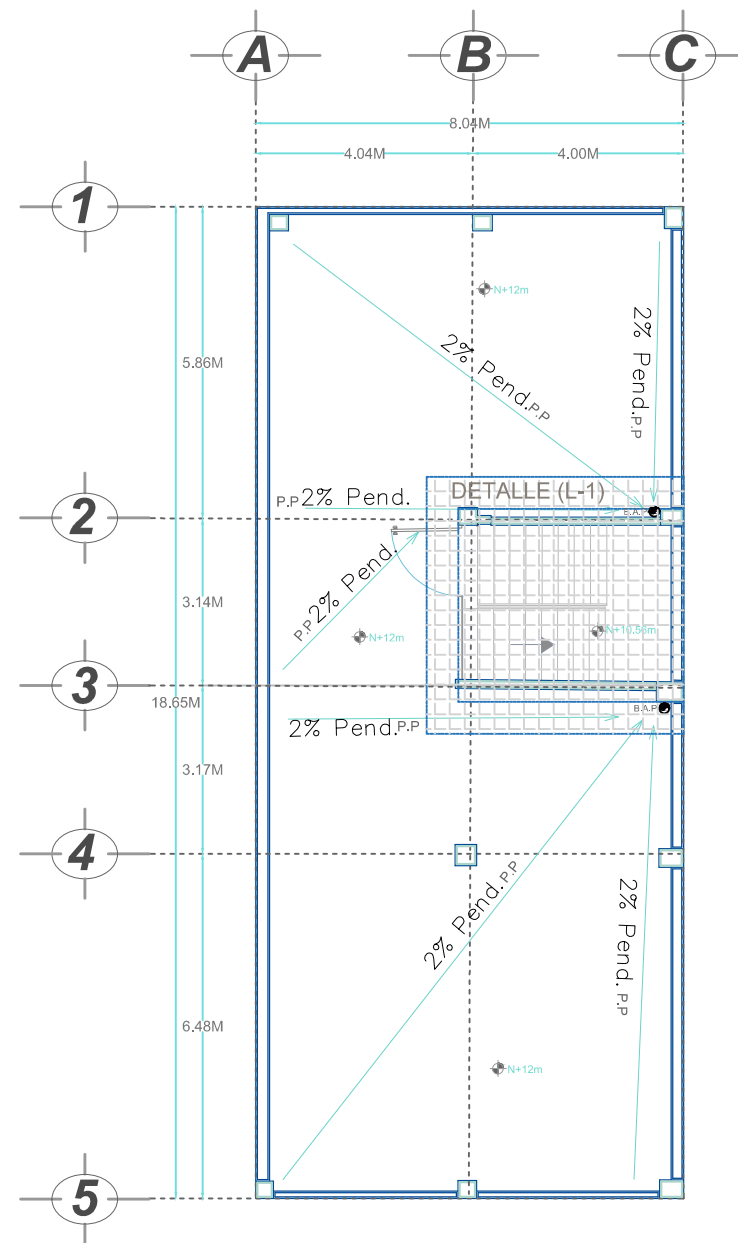 A
B
C
8.04M
4.04M
4.00M
1
N+12m
2% Pend.P.P
2% Pend.P.P
5.86M
DETALLE (L-1)
P.P 2% Pend.
2
B.A.P
P.P 2% Pend.
3.14M
N+12m
N+10.56m
3
18.65M
B.A.P
2% Pend.P.P
3.17M
4
2% Pend.P.P
2% Pend. P.P
6.48M
N+12m
5